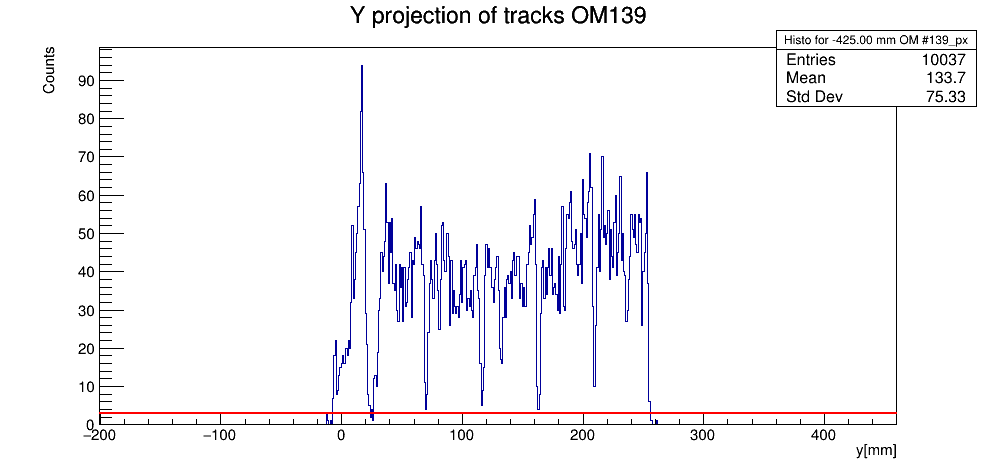 Y projection of tracks OM139
Histo for -425.00 mm OM #139_px
Entries 10037
Mean 133.7
Std Dev 75.33
Counts
90
80
70
60
50
40
30
20
10
0
−200 −100 0 100 200 300 400
y[mm]